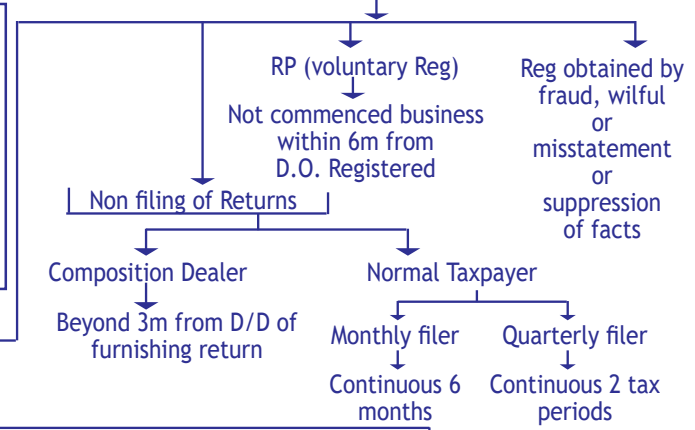 RP (voluntary Reg)
Not commenced business
within 6m from
D.O. Registered
Reg obtained by
fraud, wilful
or
misstatement
or
suppression
of facts
Non filing of Returns
Composition Dealer
Beyond 3m from D/D of
furnishing return
Normal Taxpayer
Monthly filer
Continuous 6
months
Quarterly filer
Continuous 2 tax
periods